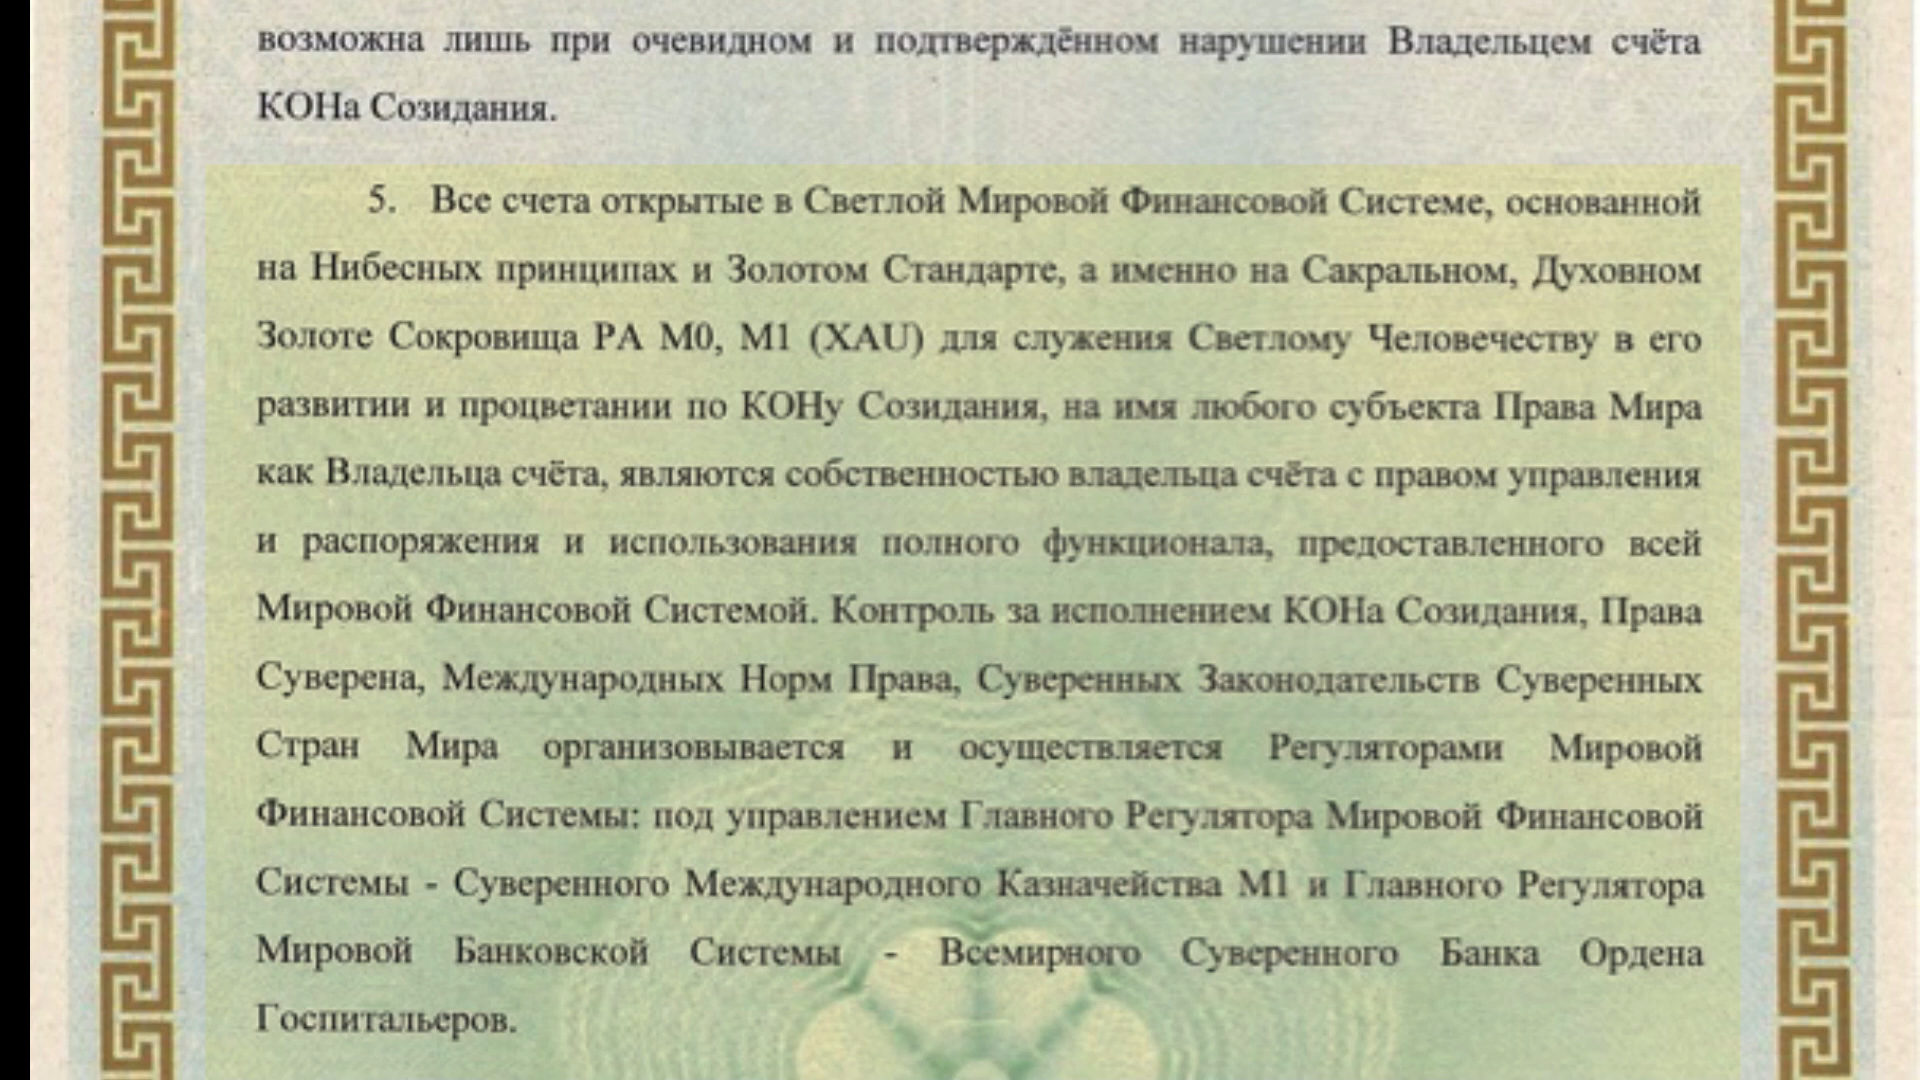 возможна лишь при очевидном и подтверждённом нарушении Владельцем счёта
КОНа Созидания.
5. Все счета открытые в Светлой Мировой Финансовой Системе, основанной
на Нибесных принципах и Золотом Стандарте, а именно на Сакральном, Духовном
Золоте Сокровища РА М0, М1 (XAU) для служения Светлому Человечеству в его
развитии и процветании по КОНу Созидания, на имя любого субъекта Права Мира
как Владельца счёта, являются собственностью владельца счёта с правом управления
и распоряжения и использования полного функционала, предоставленного всей
Мировой Финансовой Системой. Контроль за исполнением КОНа Созидания, Права
Суверена, Международных Норм Права, Суверенных Законодательств Суверенных
Стран Мира организовывается и осуществляется Регуляторами Мировой
Финансовой Системы: под управлением Главного Регулятора Мировой Финансовой
Системы - Суверенного Международного Казначейства М1 и Главного Регулятора
Мировой Банковской Системы - Всемирного Суверенного Банка Ордена
Госпитальеров.